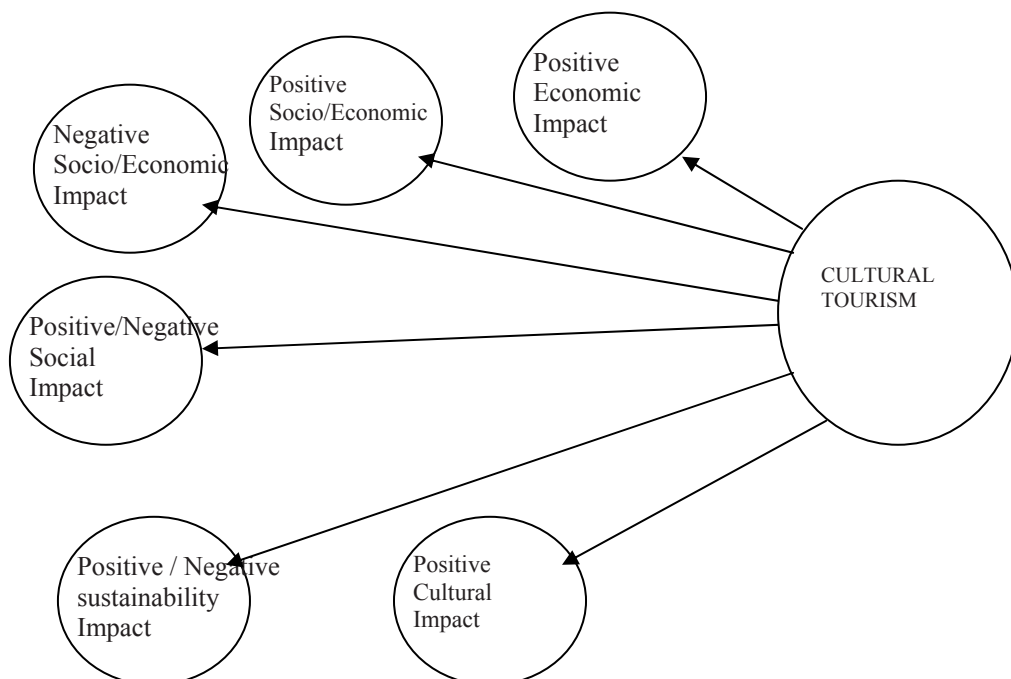 Positive
Economic
Impact
Positive
Socio/Economic
Impact
Negative
Socio/Economic
Impact
CULTURAL
TOURISM
Positive/Negative
Social
Impact
Positive / Negative
sustainability
Impact
Positive
Cultural
Impact